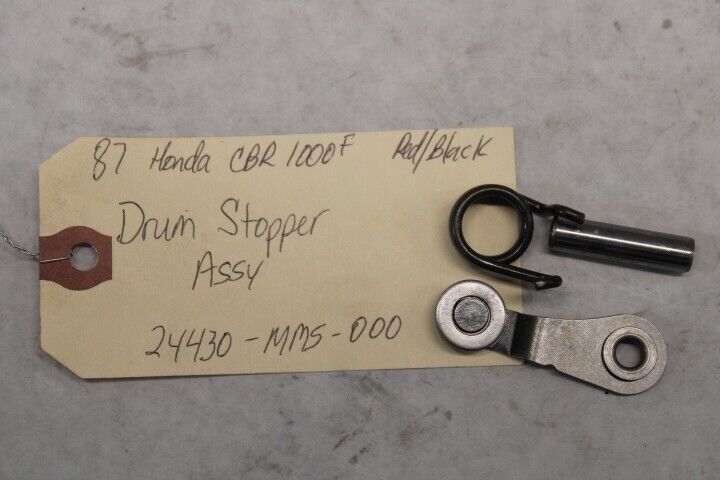 87 Honda CBR 1000F Red/Black
Drum Stopper
Assy
24430-MM5-000